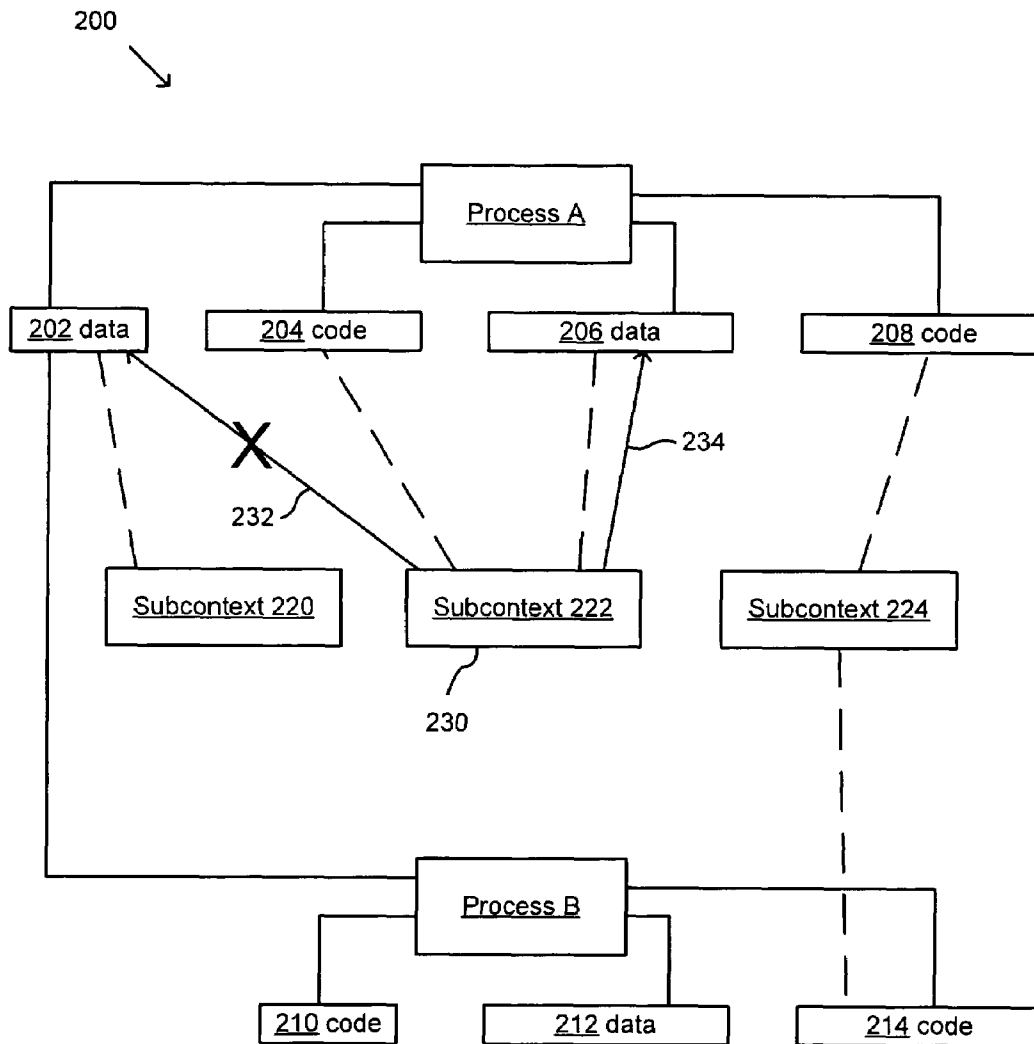 200
Process A
202 data
204 code
206 data
208 code
X
234
232
Subcontext 220
Subcontext 222
Subcontext 224
230
Process B
210 code
212 data
214 code